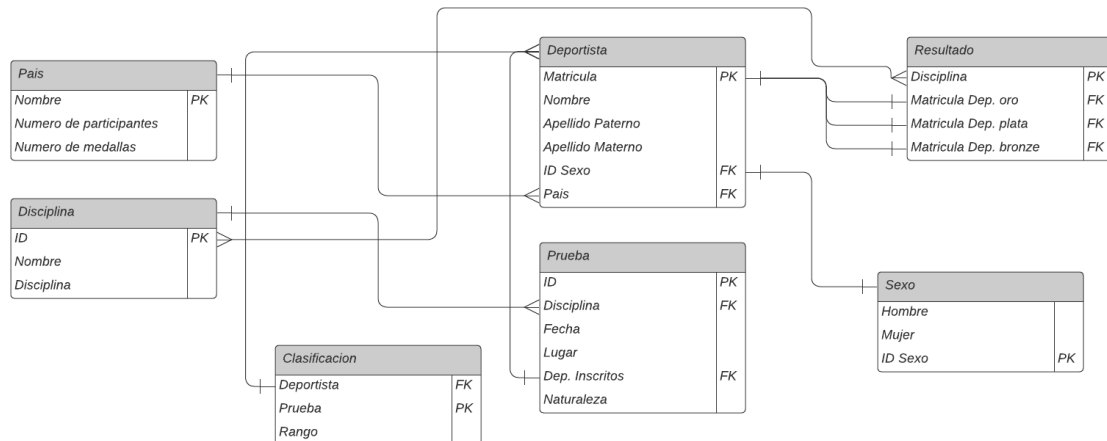 Pais
Nombre PK
Numero de participantes
Numero de medallas
Disciplina
ID PK
Nombre
Disciplina
Clasificacion
Deportista FK
Prueba PK
Rango
Deportista
Matricula PK
Nombre
Apellido Paterno
Apellido Materno
ID Sexo FK
Pais FK
Prueba
ID PK
Disciplina FK
Fecha
Lugar
Dep. Inscritos FK
Naturaleza
Resultado
Disciplina PK
Matricula Dep. oro FK
Matricula Dep. plata FK
Matricula Dep. bronze FK
Sexo
Hombre
Mujer
ID Sexo PK